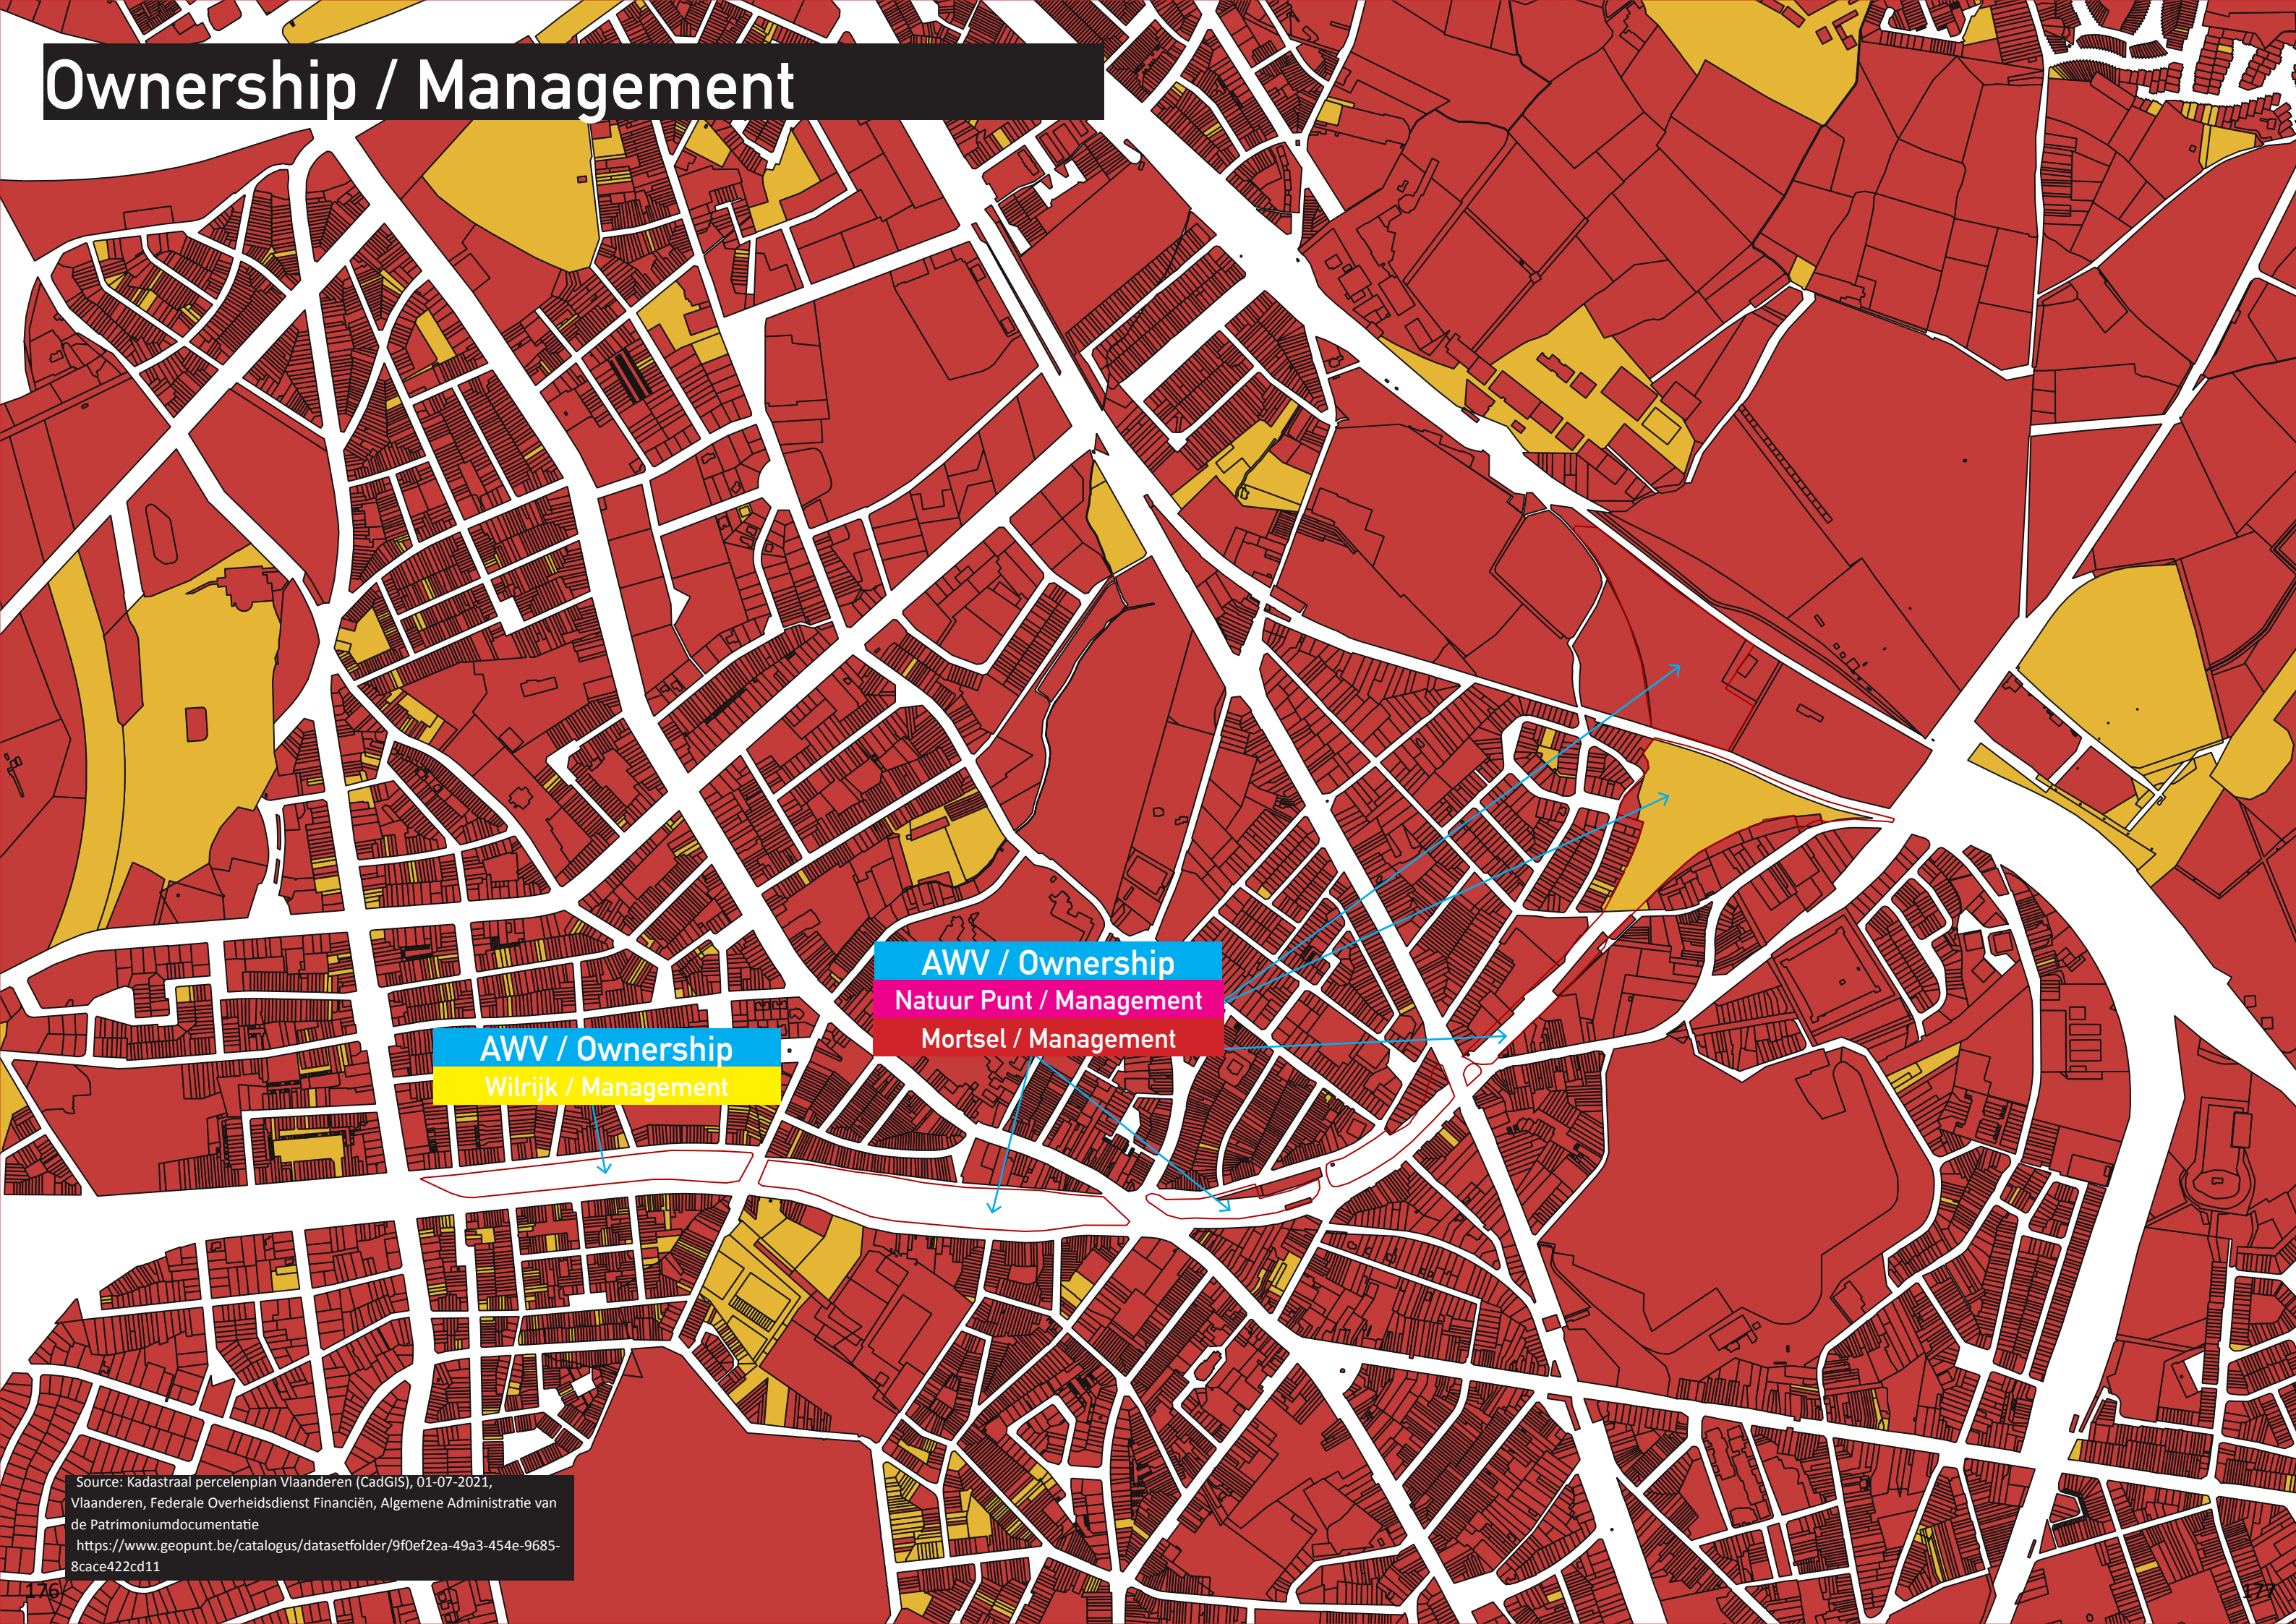 Ownership / Management
AWV / Ownership
Natuur Punt / Management
Mortsel / Management
AWV / Ownership
Wilrijk / Management
Source: Kadastraal percelenplan Vlaanderen (CadGIS), 01-07-2021,
Vlaanderen, Federale Overheidsdienst Financiën, Algemene Administratie van
de Patrimoniumdocumentatie
https://www.geopunt.be/catalogus/datasetfolder/9f0ef2ea-49a3-454e-9685-
8cace422cd11
176
177